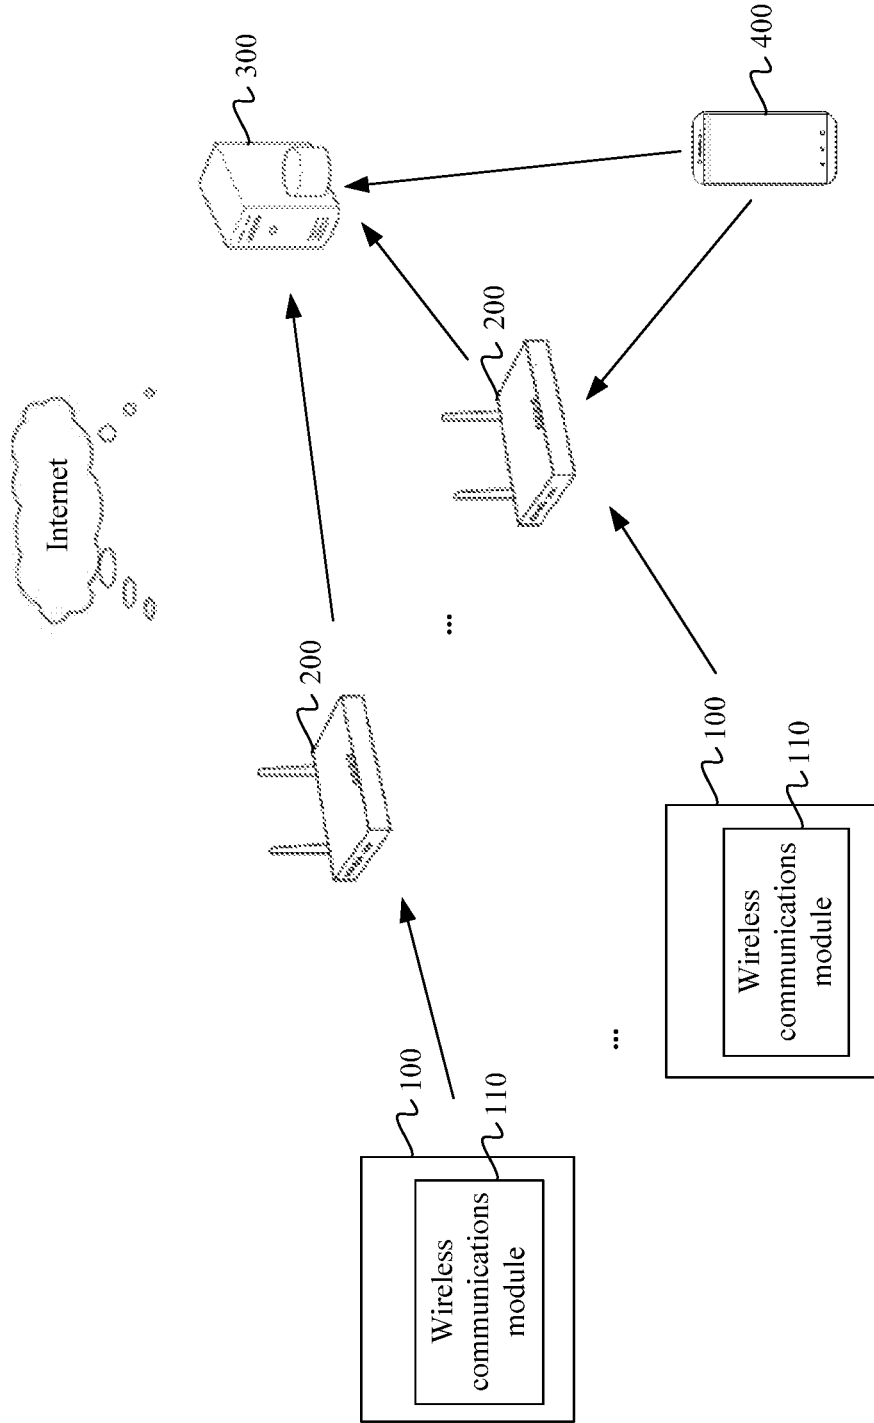 Internet
300
200
200
...
100
110
Wireless
communications
module
...
100
110
Wireless
communications
module
400